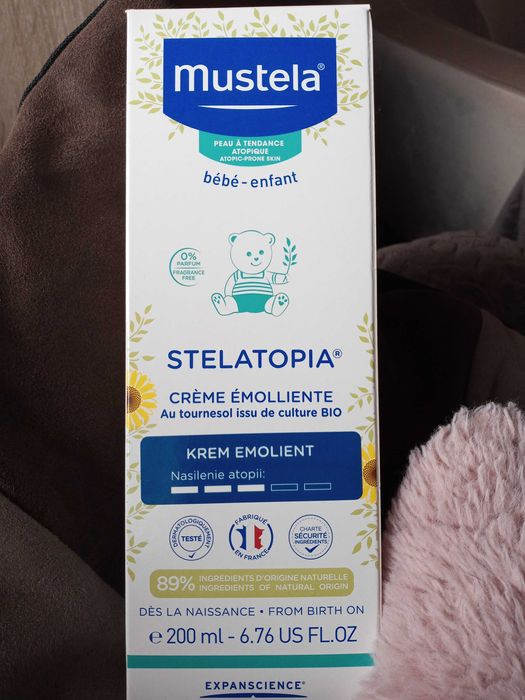 mustela®
PEAU À TENDANCE
ATOPIQUE
ATOPIC-PRONE SKIN
bébé-enfant
0%
PARFUM
FRAGRANCE
FREE
STELATOPIA®
CRÈME ÉMOLLIENTE
Au tournesol issu de culture BIO
KREM EMOLIENT
Nasilenie atopii:
DERMATOLOGIQUEMENT
TESTÉ
FABRIQUÉ
EN FRANCE
CHARTE
SÉCURITÉ
INGRÉDIENTS
89% INGRÉDIENTS D'ORIGINE NATURELLE
INGREDIENTS OF NATURAL ORIGIN
DÈS LA NAISSANCE • FROM BIRTH ON
e 200 ml - 6.76 US FL.OZ
EXPANSCIENCE®